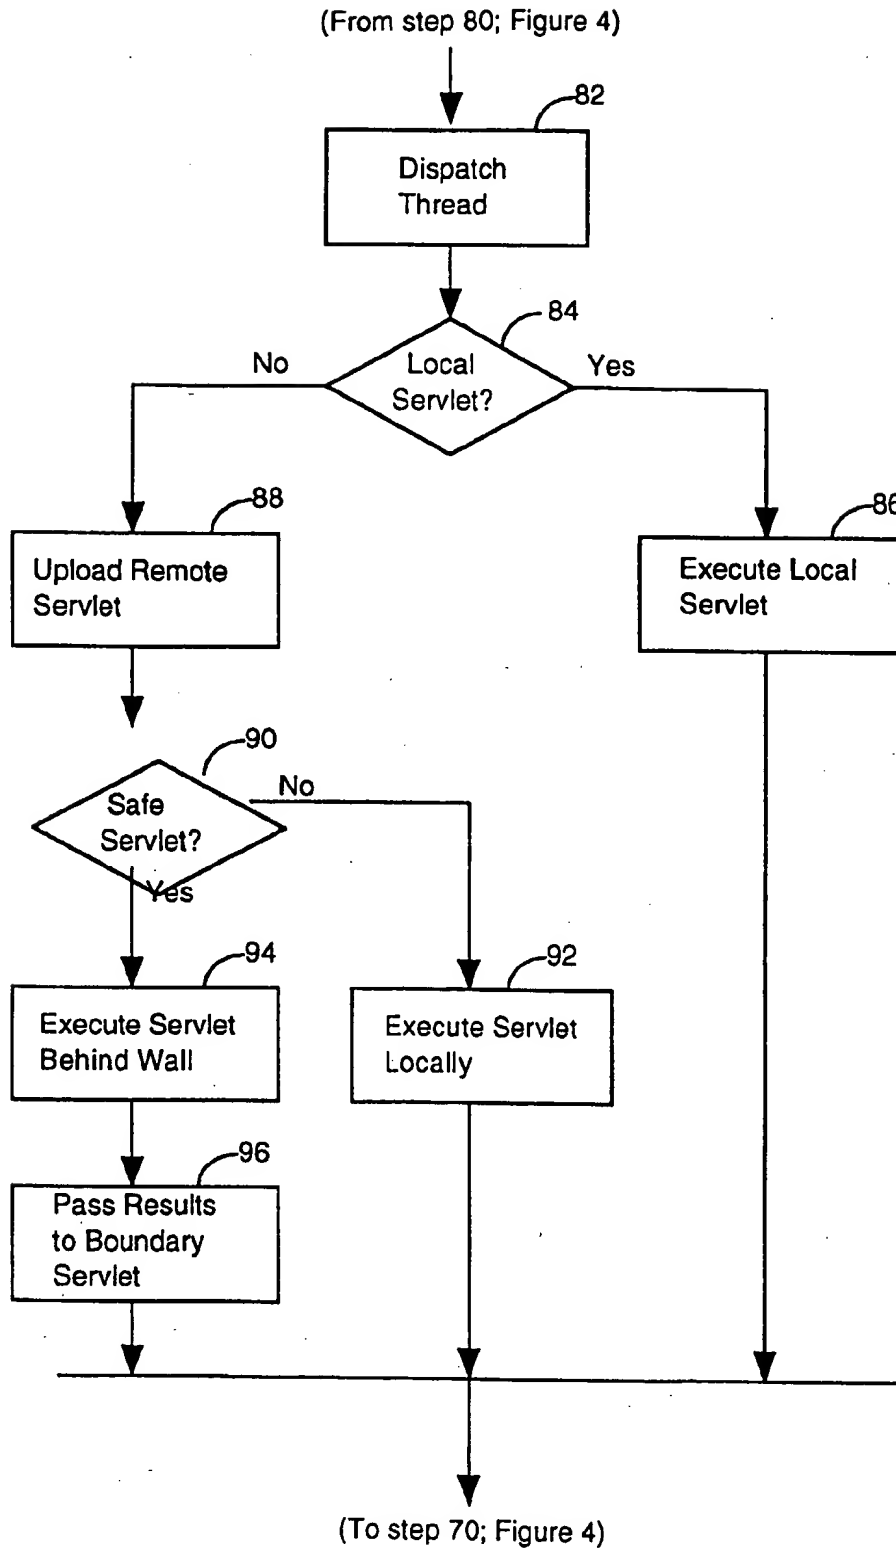 (From step 80; Figure 4)
82
Dispatch
Thread
84
No
Local
Servlet?
Yes
88
86
Upload Remote
Servlet
Execute Local
Servlet
90
No
Safe
Servlet?
Yes
94
92
Execute Servlet
Behind Wall
Execute Servlet
Locally
96
Pass Results
to Boundary
Servlet
(To step 70; Figure 4)